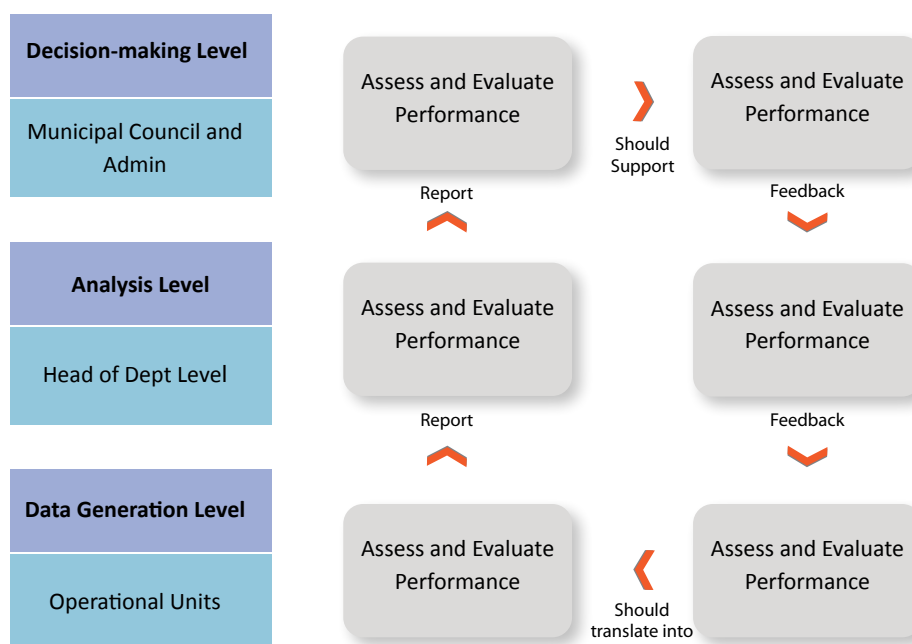 Decision-making Level
Municipal Council and
Admin
Assess and Evaluate
Performance
Should
Support
Assess and Evaluate
Performance
Report
Feedback
Analysis Level
Head of Dept Level
Assess and Evaluate
Performance
Assess and Evaluate
Performance
Report
Feedback
Data Generation Level
Operational Units
Assess and Evaluate
Performance
Should
translate into
Assess and Evaluate
Performance